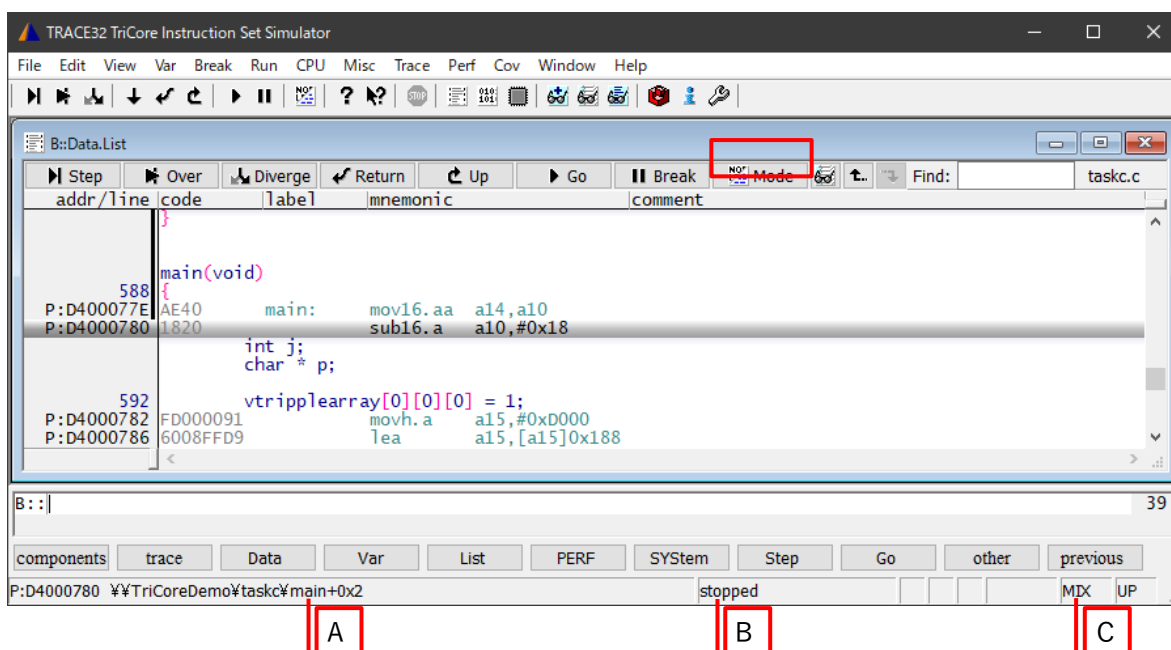 TRACE32 TriCore Instruction Set Simulator
File Edit View Var Break Run CPU Misc Trace Perf Cov Window Help
B::Data.List
Step Over Diverge Return Up Go Break Mode t.. Find: taskc.c
addr/line code label mnemonic comment
}
main(void)
588 {
P:D400077E AE40 main: mov16.aa a14,a10
P:D4000780 1820 sub16.a a10,#0x18
int j;
char * p;
592 vtripplearray[0][0][0] = 1;
P:D4000782 FD000091 movh.a a15,#0xD000
P:D4000786 6008FFD9 lea a15,[a15]0x188
B:: 39
components trace Data Var List PERF SYStem Step Go other previous
P:D4000780 ¥¥TriCoreDemo¥taskc¥main+0x2 stopped MIX UP
A B C